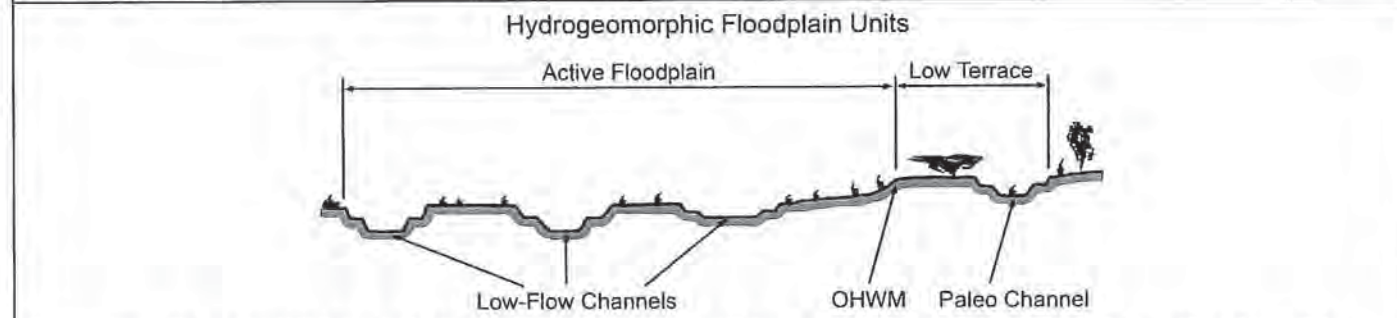 Hydrogeomorphic Floodplain Units
Active Floodplain
Low Terrace
Low-Flow Channels
OHWM
Paleo Channel